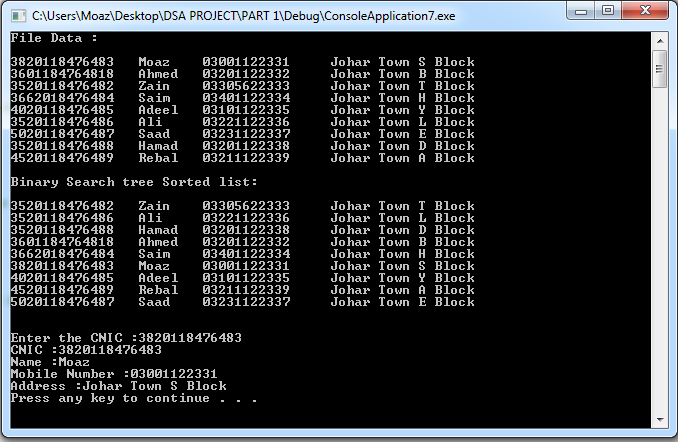 C:\Users\Moaz\Desktop\DSA PROJECT\PART 1\Debug\ConsoleApplication7.exe
File Data :
3820118476483 Moaz 03001122331 Johar Town S Block
3601184764818 Ahmed 03201122332 Johar Town B Block
3520118476482 Zain 03305622333 Johar Town T Block
3662018476484 Saim 03401122334 Johar Town H Block
4020118476485 Adeel 03101122335 Johar Town Y Block
3520118476486 Ali 03221122336 Johar Town L Block
5020118476487 Saad 03231122337 Johar Town E Block
3520118476488 Hamad 03201122338 Johar Town D Block
4520118476489 Rebal 03211122339 Johar Town A Block
Binary Search tree Sorted list:
3520118476482 Zain 03305622333 Johar Town T Block
3520118476486 Ali 03221122336 Johar Town L Block
3520118476488 Hamad 03201122338 Johar Town D Block
3601184764818 Ahmed 03201122332 Johar Town B Block
3662018476484 Saim 03401122334 Johar Town H Block
3820118476483 Moaz 03001122331 Johar Town S Block
4020118476485 Adeel 03101122335 Johar Town Y Block
4520118476489 Rebal 03211122339 Johar Town A Block
5020118476487 Saad 03231122337 Johar Town E Block
Enter the CNIC :3820118476483
CNIC :3820118476483
Name :Moaz
Mobile Number :03001122331
Address :Johar Town S Block
Press any key to continue . . .